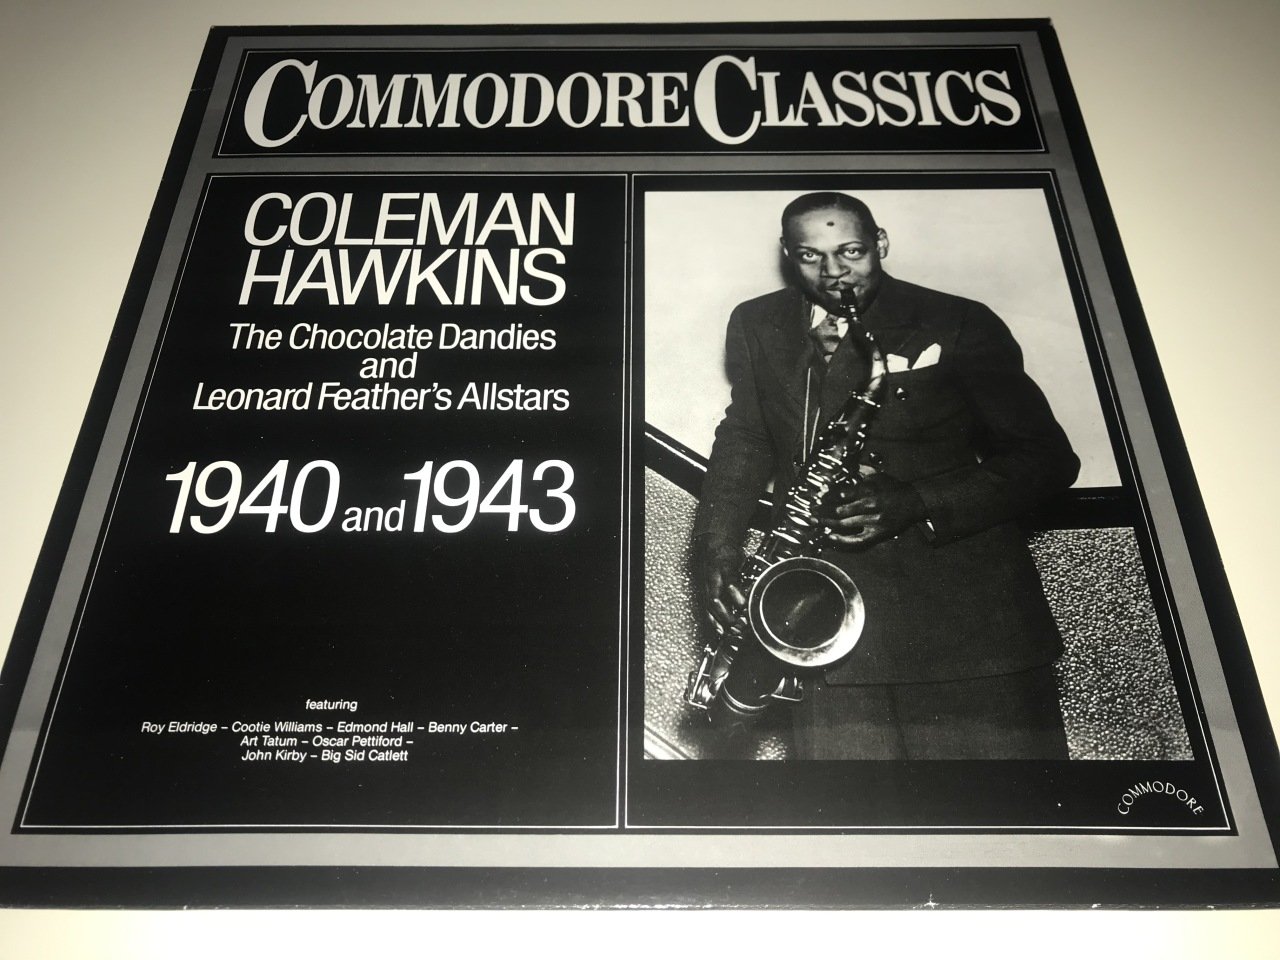 COMMODORE CLASSICS
COLEMAN
HAWKINS
The Chocolate Dandies
and
Leonard Feather's Allstars
1940 and 1943
featuring
Roy Eldridge – Cootie Williams – Edmond Hall – Benny Carter –
Art Tatum – Oscar Pettiford –
John Kirby – Big Sid Catlett
COMMODORE